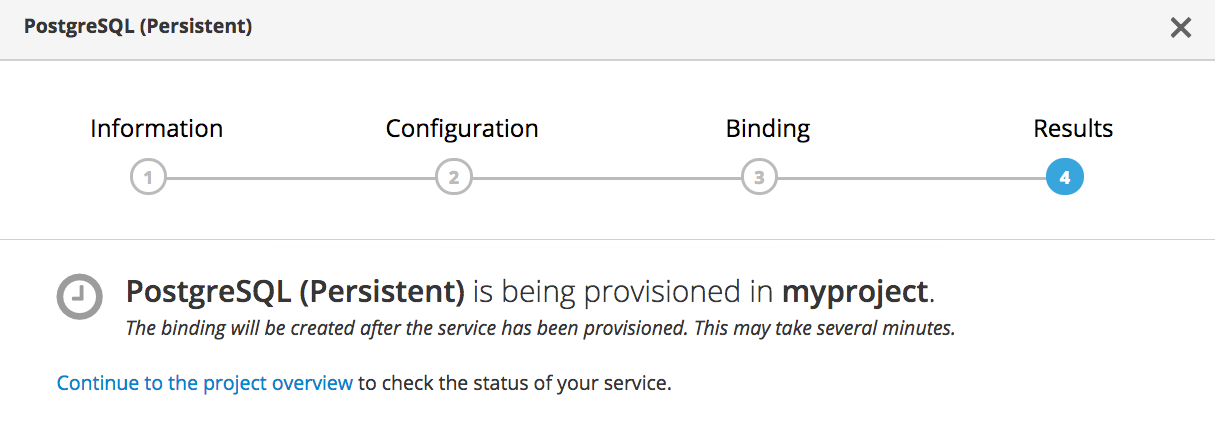 PostgreSQL (Persistent)
Information Configuration Binding Results
1 2 3 4
PostgreSQL (Persistent) is being provisioned in myproject.
The binding will be created after the service has been provisioned. This may take several minutes.
Continue to the project overview to check the status of your service.